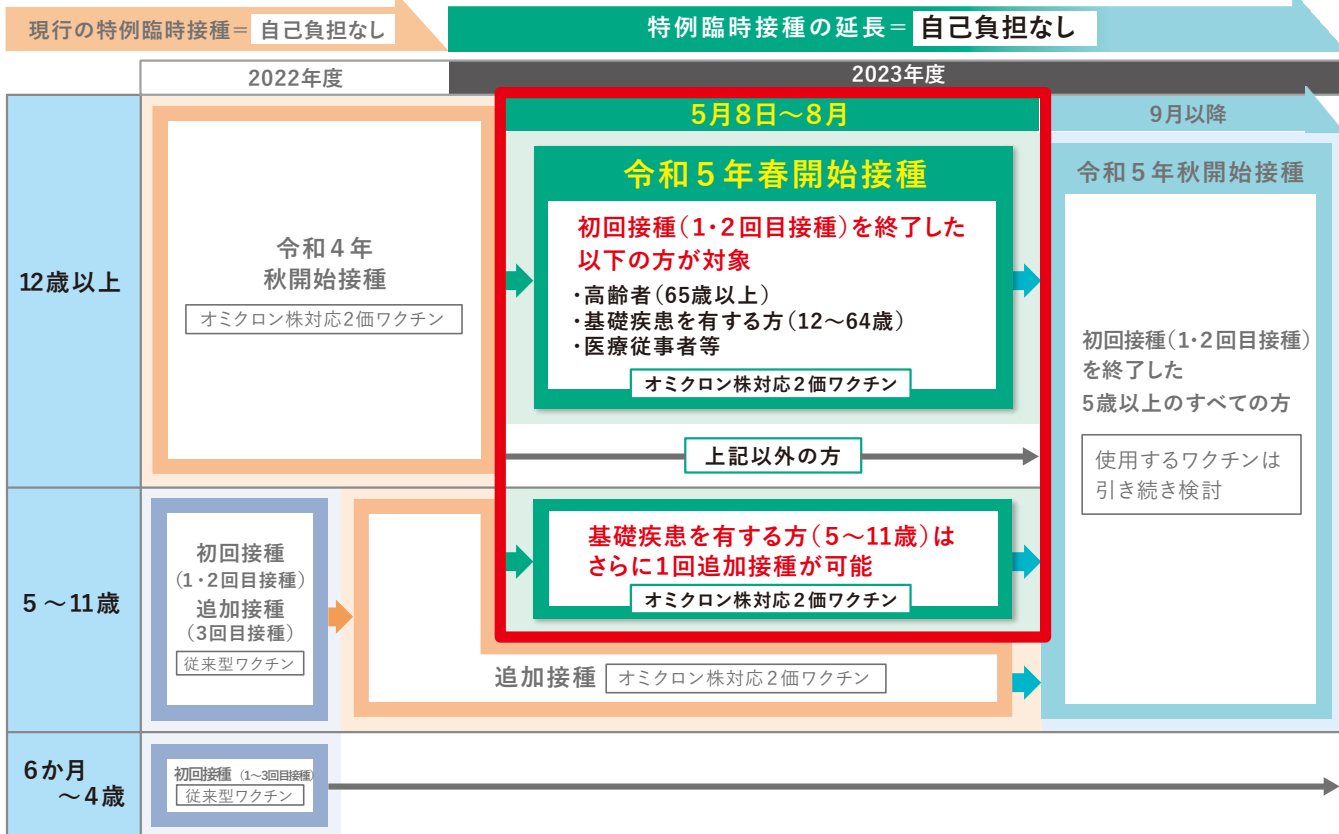 現行の特例臨時接種＝ 自己負担なし
特例臨時接種の延長＝ 自己負担なし
2022年度
2023年度
5月8日～8月
9月以降
12歳以上
令和４年
秋開始接種
オミクロン株対応２価ワクチン
令和５年春開始接種
初回接種（1・2回目接種）を終了した
以下の方が対象
・高齢者（65歳以上）
・基礎疾患を有する方（12～64歳）
・医療従事者等
オミクロン株対応２価ワクチン
上記以外の方
令和５年秋開始接種
初回接種（1・2回目接種）
を終了した
5歳以上のすべての方
使用するワクチンは
引き続き検討
5～11歳
初回接種
（1・2回目接種）
追加接種
（3回目接種）
従来型ワクチン
基礎疾患を有する方（5～11歳）は
さらに1回追加接種が可能
オミクロン株対応２価ワクチン
追加接種 オミクロン株対応２価ワクチン
6か月
～4歳
初回接種（1～3回目接種）
従来型ワクチン